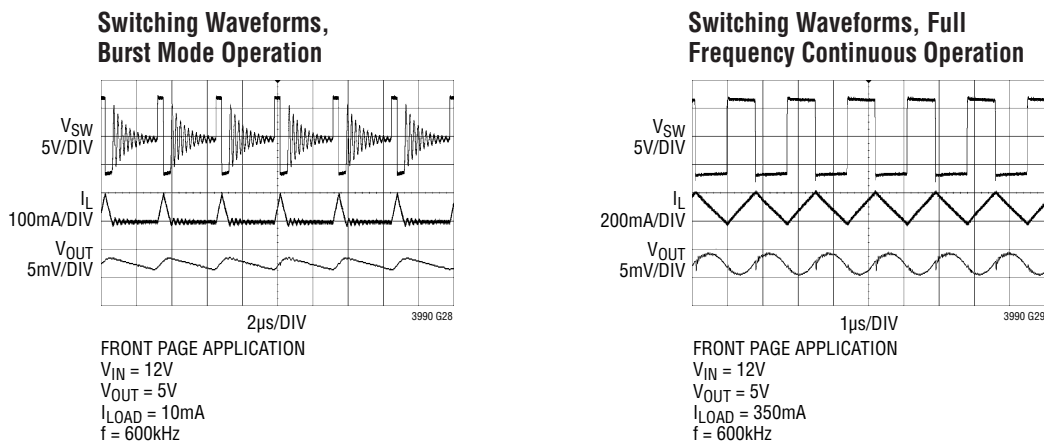 Switching Waveforms,
Burst Mode Operation
VSW
5V/DIV
IL
100mA/DIV
VOUT
5mV/DIV
2µs/DIV
3990 G28
FRONT PAGE APPLICATION
VIN = 12V
VOUT = 5V
ILOAD = 10mA
f = 600kHz
Switching Waveforms, Full
Frequency Continuous Operation
VSW
5V/DIV
IL
200mA/DIV
VOUT
5mV/DIV
1µs/DIV
3990 G29
FRONT PAGE APPLICATION
VIN = 12V
VOUT = 5V
ILOAD = 350mA
f = 600kHz